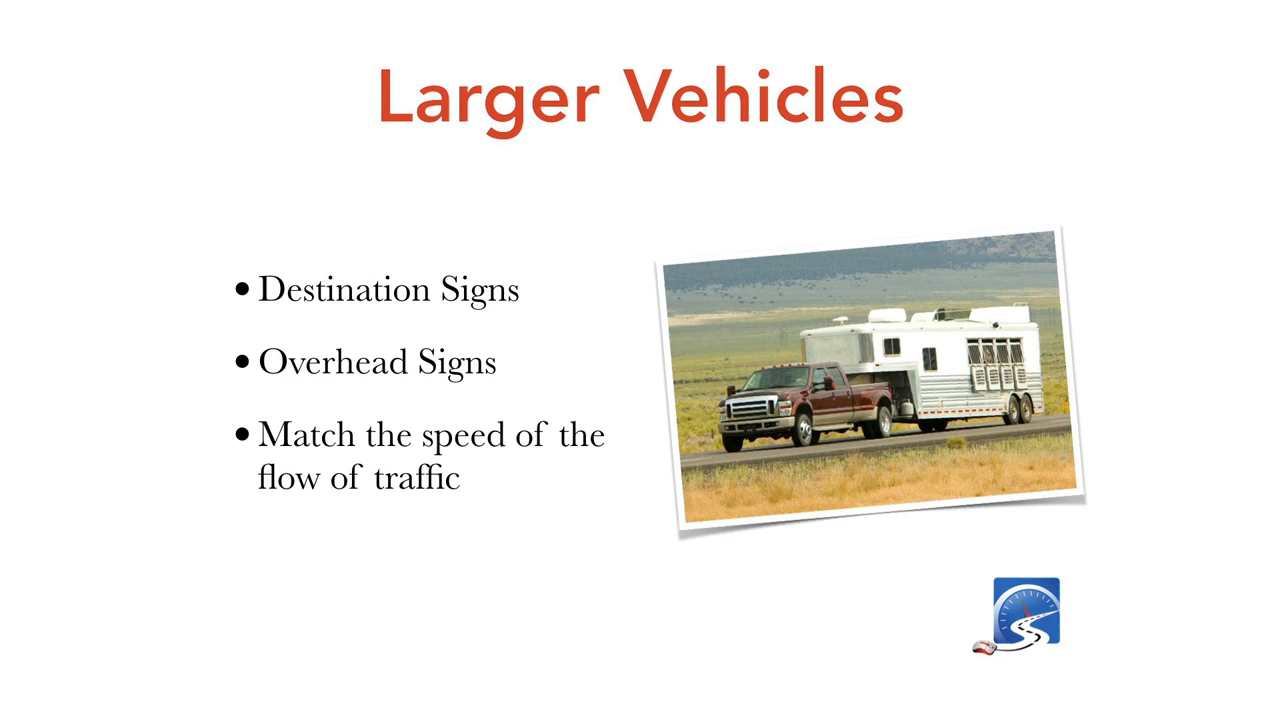 Larger Vehicles
• Destination Signs
• Overhead Signs
• Match the speed of the
flow of traffic